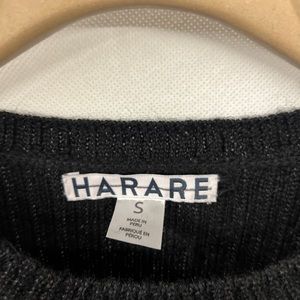 HARARE
S
MADE IN
PERU
FABRIQUÉ EN
PÉROU